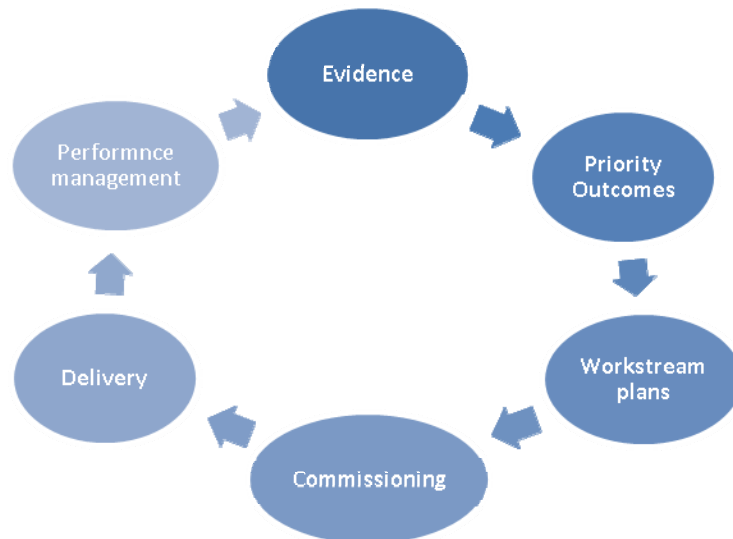 Evidence
Priority
Outcomes
Workstream
plans
Commissioning
Delivery
Performnce
management